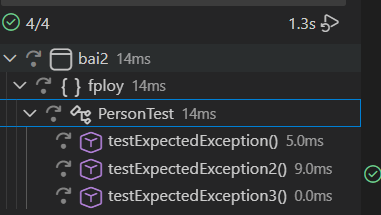 4/4 1.3s
bai2 14ms
{ } fploy 14ms
PersonTest 14ms
testExpectedException() 5.0ms
testExpectedException2() 9.0ms
testExpectedException3() 0.0ms